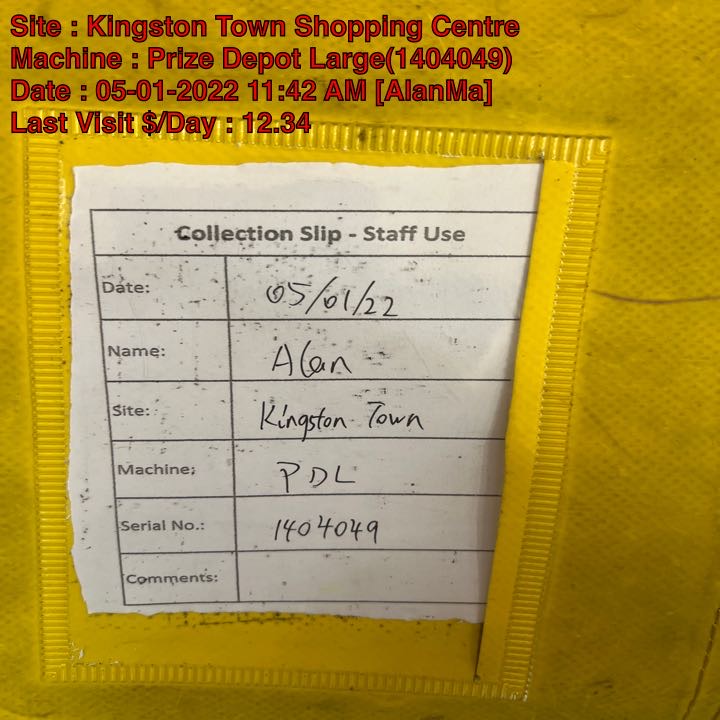 Site : Kingston Town Shopping Centre
Machine : Prize Depot Large(1404049)
Date : 05-01-2022 11:42 AM [AlanMa]
Last Visit $/Day : 12.34
Collection Slip - Staff Use
Date: 05/01/22
Name: Alan
Site: Kingston Town
Machine: PDL
Serial No.: 1404049
Comments: